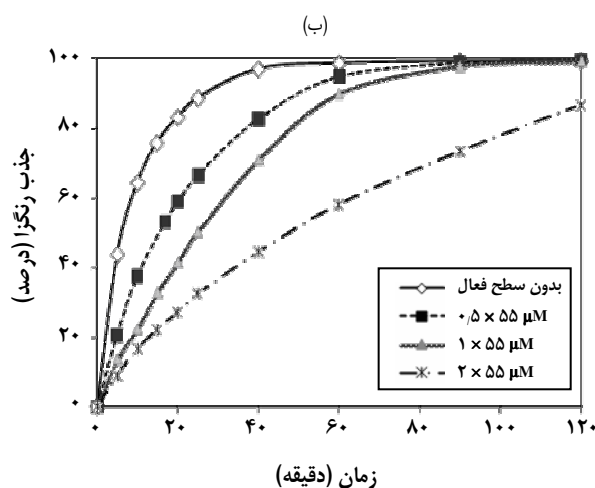 (ب)
جذب رنگزا (درصد)
۱۰۰
۸۰
۶۰
۴۰
۲۰
۰
بدون سطح فعال
۰٫۵ × ۵۵ µM
۱ × ۵۵ µM
۲ × ۵۵ µM
۰ ۲۰ ۴۰ ۶۰ ۸۰ ۱۰۰ ۱۲۰
زمان (دقیقه)